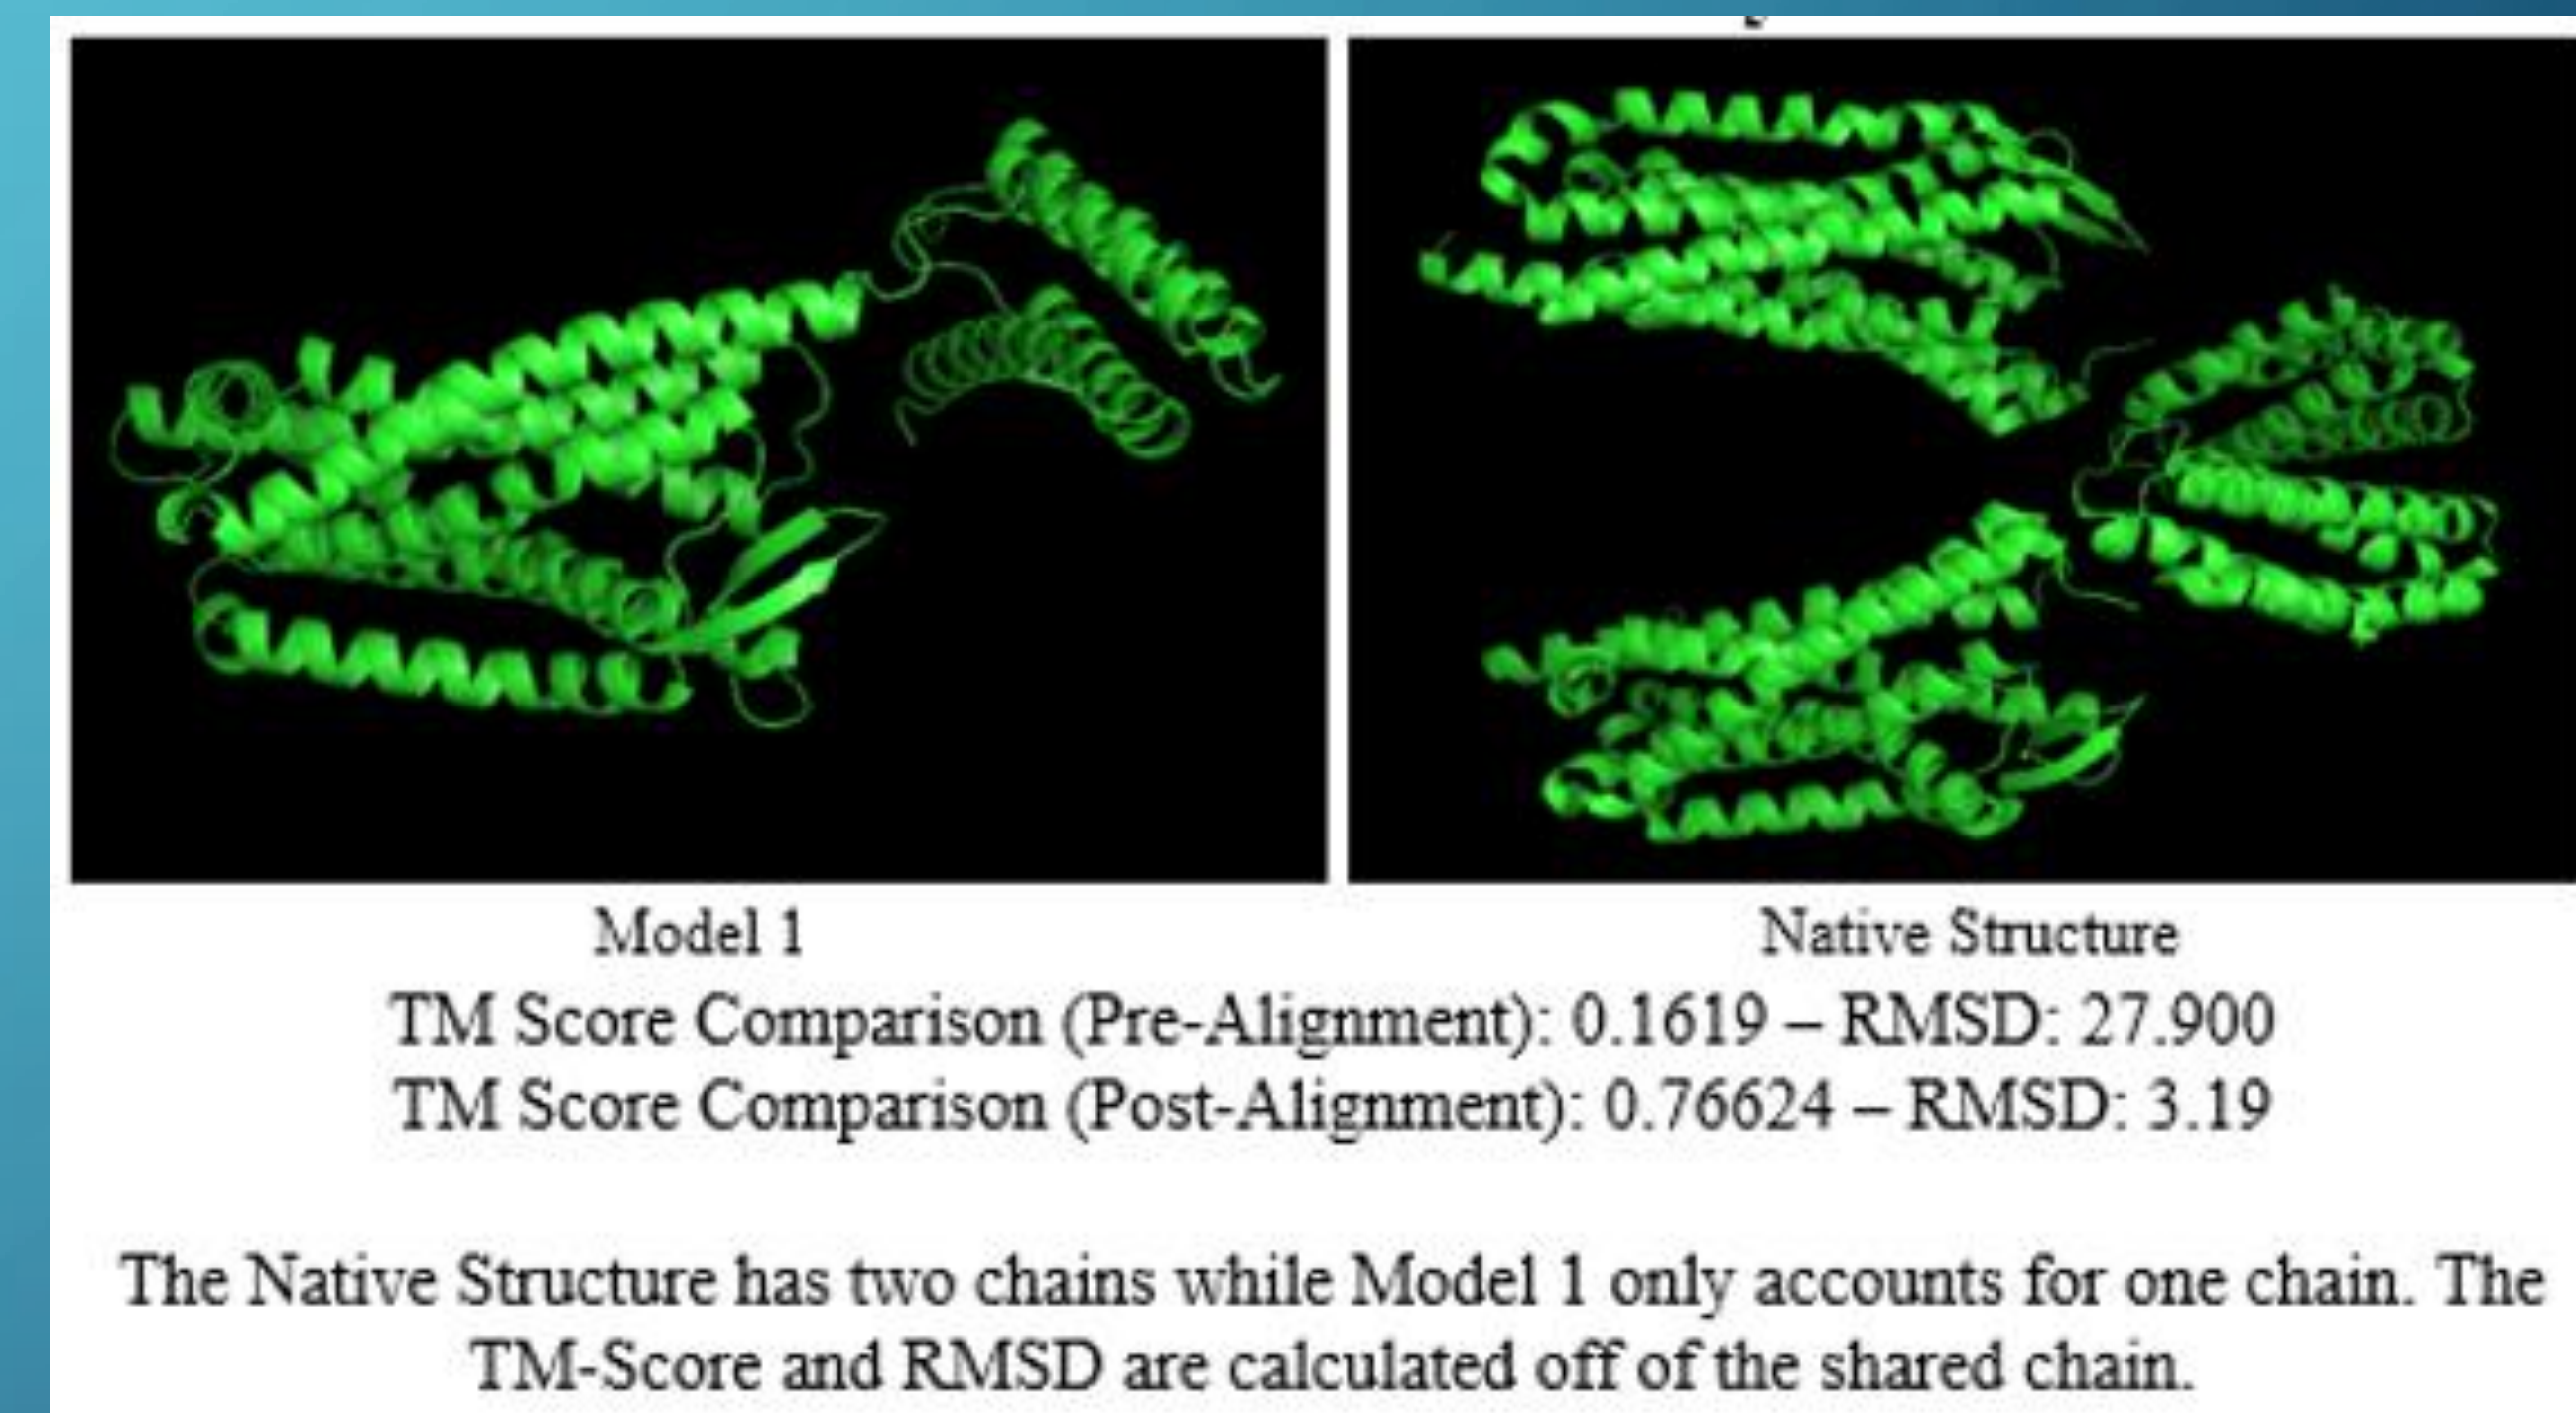 Model 1
Native Structure
TM Score Comparison (Pre-Alignment): 0.1619 – RMSD: 27.900
TM Score Comparison (Post-Alignment): 0.76624 – RMSD: 3.19
The Native Structure has two chains while Model 1 only accounts for one chain. The
TM-Score and RMSD are calculated off of the shared chain.